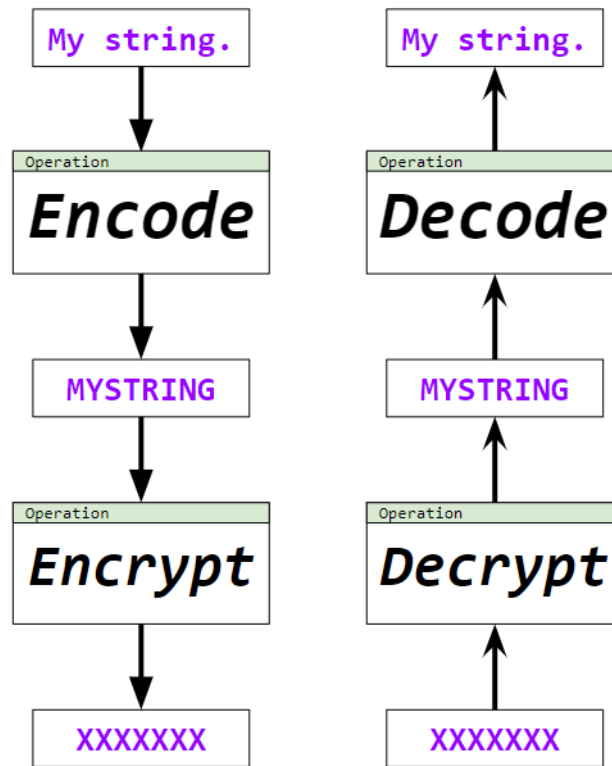 My string.
Operation
Encode
MYSTRING
Operation
Encrypt
XXXXXXX
My string.
Operation
Decode
MYSTRING
Operation
Decrypt
XXXXXXX